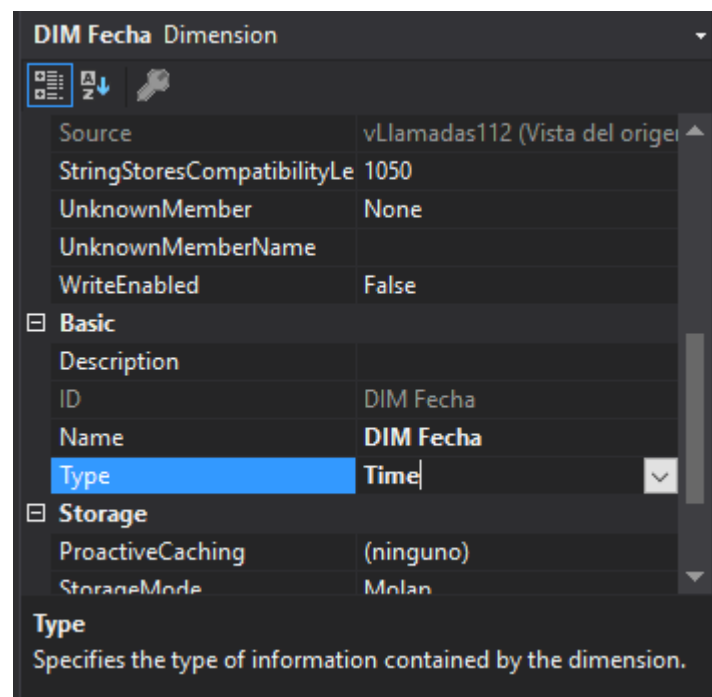 DIM Fecha Dimension
Source vLlamadas112 (Vista del origen
StringStoresCompatibilityLe 1050
UnknownMember None
UnknownMemberName
WriteEnabled False
Basic
Description
ID DIM Fecha
Name DIM Fecha
Type Time
Storage
ProactiveCaching (ninguno)
StorageMode Molap
Type
Specifies the type of information contained by the dimension.